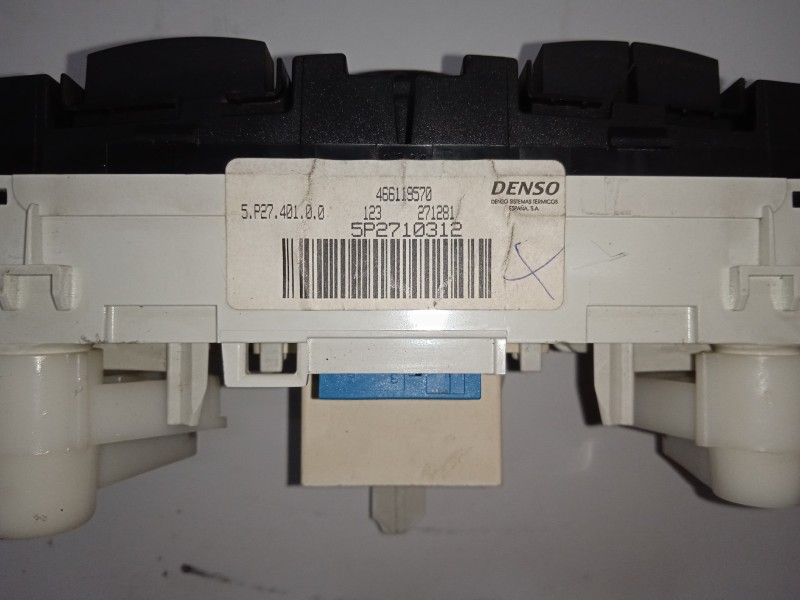 466119570
5.P27.401.0.0 123 271281
5P2710312
DENSO
DENSO SISTEMAS TERMICOS
ESPAÑA, S.A.